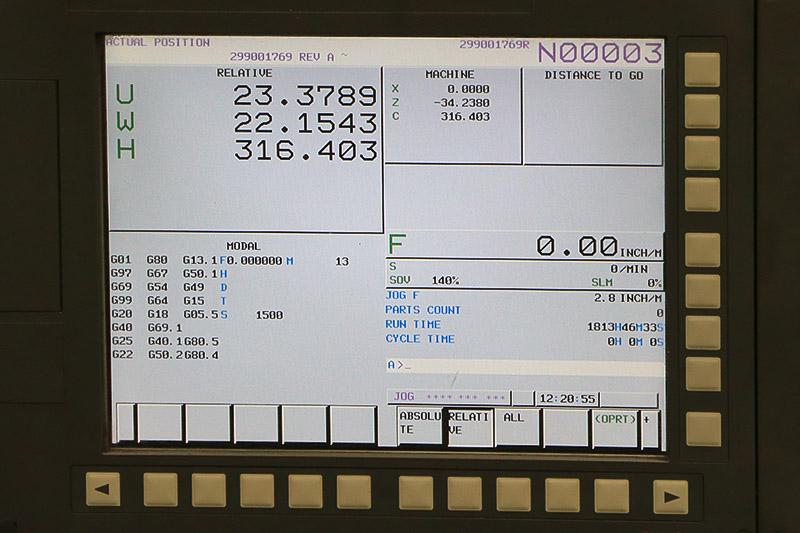 ACTUAL POSITION
299001769 REV A ~
299001769R N00003
RELATIVE
U 23.3789
W 22.1543
H 316.403
MACHINE
X 0.0000
Z -34.2380
C 316.403
DISTANCE TO GO
MODAL
G01 G80 G13.1 F0.000000 M 13
G97 G67 G50.1 H
G69 G54 G49 D
G99 G64 G15 T
G20 G18 G05.5 S 1500
G40 G69.1
G25 G40.1 G80.5
G22 G50.2 G80.4
F 0.00 INCH/M
S 0/MIN
SOV 140% SLM 0%
JOG F 2.8 INCH/M
PARTS COUNT 0
RUN TIME 1813H46M33S
CYCLE TIME 0H 0M 0S
A>_
JOG **** *** *** 12:20:55
ABSOLUTE RELATIVE ALL (OPRT) +